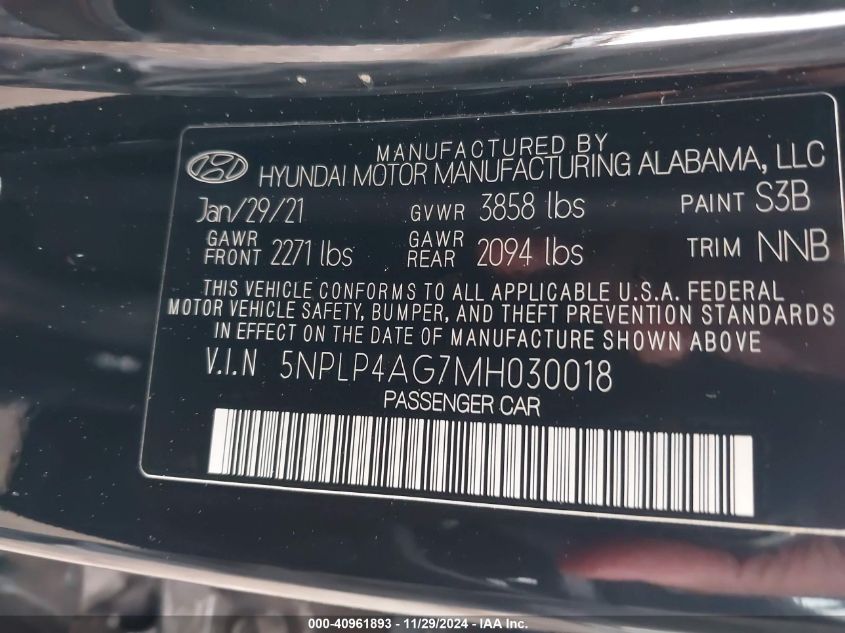 MANUFACTURED BY
HYUNDAI MOTOR MANUFACTURING ALABAMA, LLC
Jan/29/21 GVWR 3858 lbs PAINT S3B
GAWR FRONT 2271 lbs GAWR REAR 2094 lbs TRIM NNB
THIS VEHICLE CONFORMS TO ALL APPLICABLE U.S.A. FEDERAL
MOTOR VEHICLE SAFETY, BUMPER, AND THEFT PREVENTION STANDARDS
IN EFFECT ON THE DATE OF MANUFACTURE SHOWN ABOVE
V.I.N 5NPLP4AG7MH030018
PASSENGER CAR
000-40961893 - 11/29/2024 - IAA Inc.